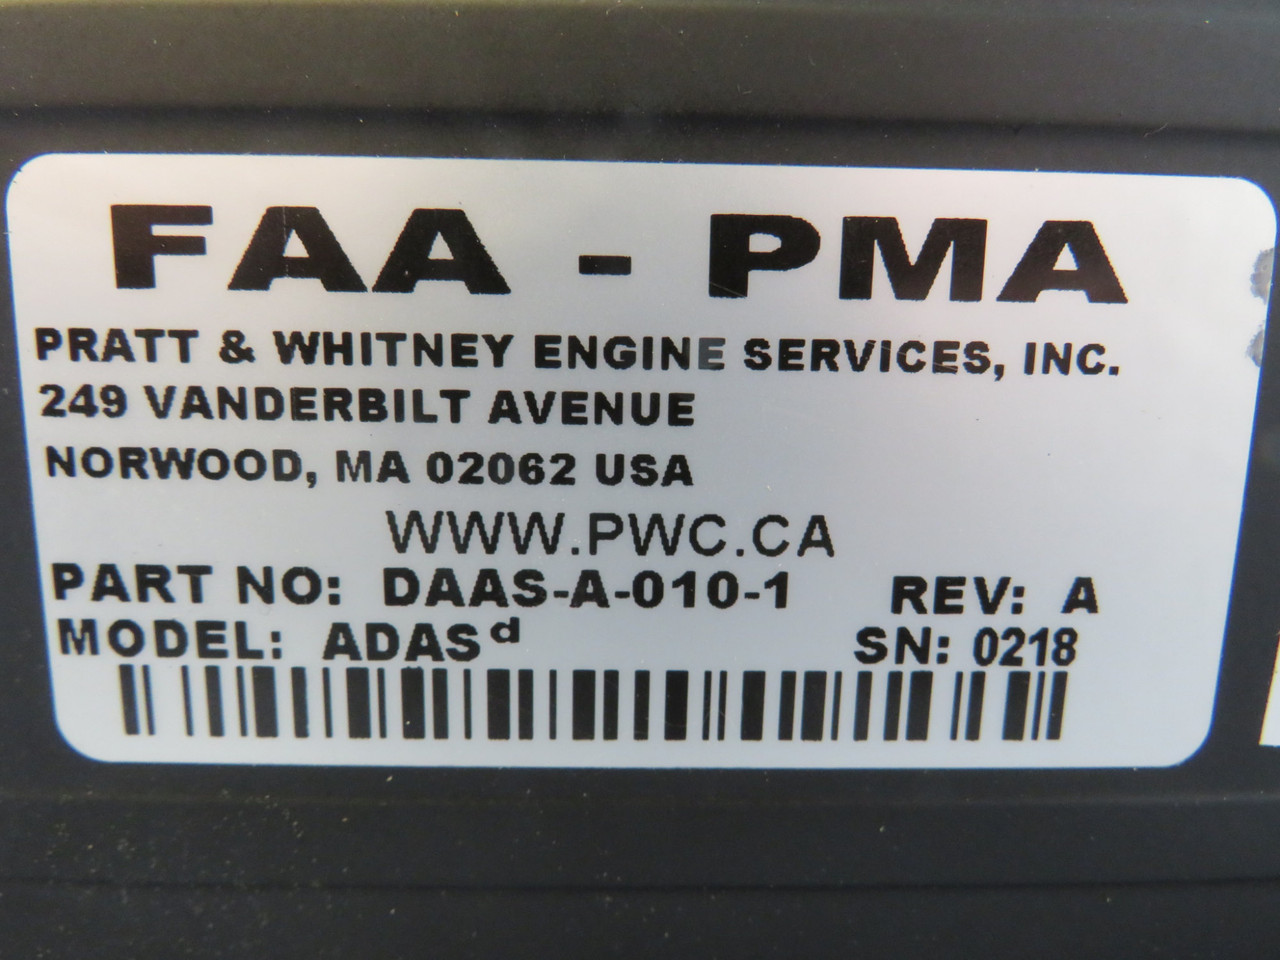 FAA - PMA
PRATT & WHITNEY ENGINE SERVICES, INC.
249 VANDERBILT AVENUE
NORWOOD, MA 02062 USA
WWW.PWC.CA
PART NO: DAAS-A-010-1 REV: A
MODEL: ADASd SN: 0218